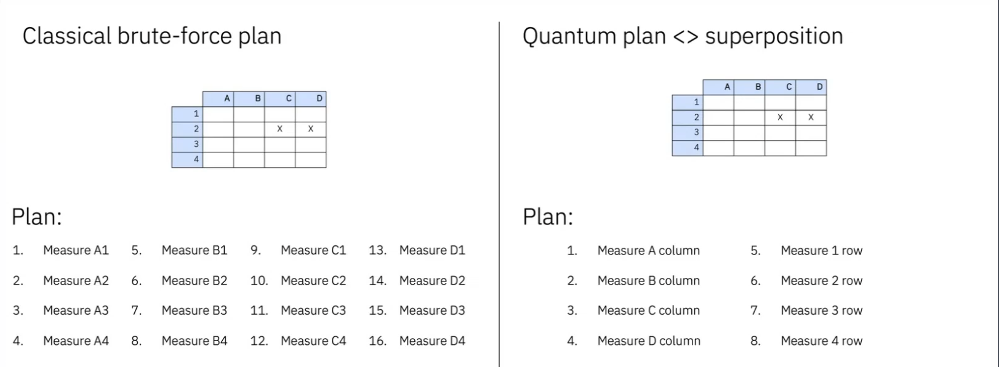 Classical brute-force plan
A B C D
1
2 X X
3
4
Plan:
1. Measure A1 5. Measure B1 9. Measure C1 13. Measure D1
2. Measure A2 6. Measure B2 10. Measure C2 14. Measure D2
3. Measure A3 7. Measure B3 11. Measure C3 15. Measure D3
4. Measure A4 8. Measure B4 12. Measure C4 16. Measure D4
Quantum plan <> superposition
A B C D
1
2 X X
3
4
Plan:
1. Measure A column 5. Measure 1 row
2. Measure B column 6. Measure 2 row
3. Measure C column 7. Measure 3 row
4. Measure D column 8. Measure 4 row